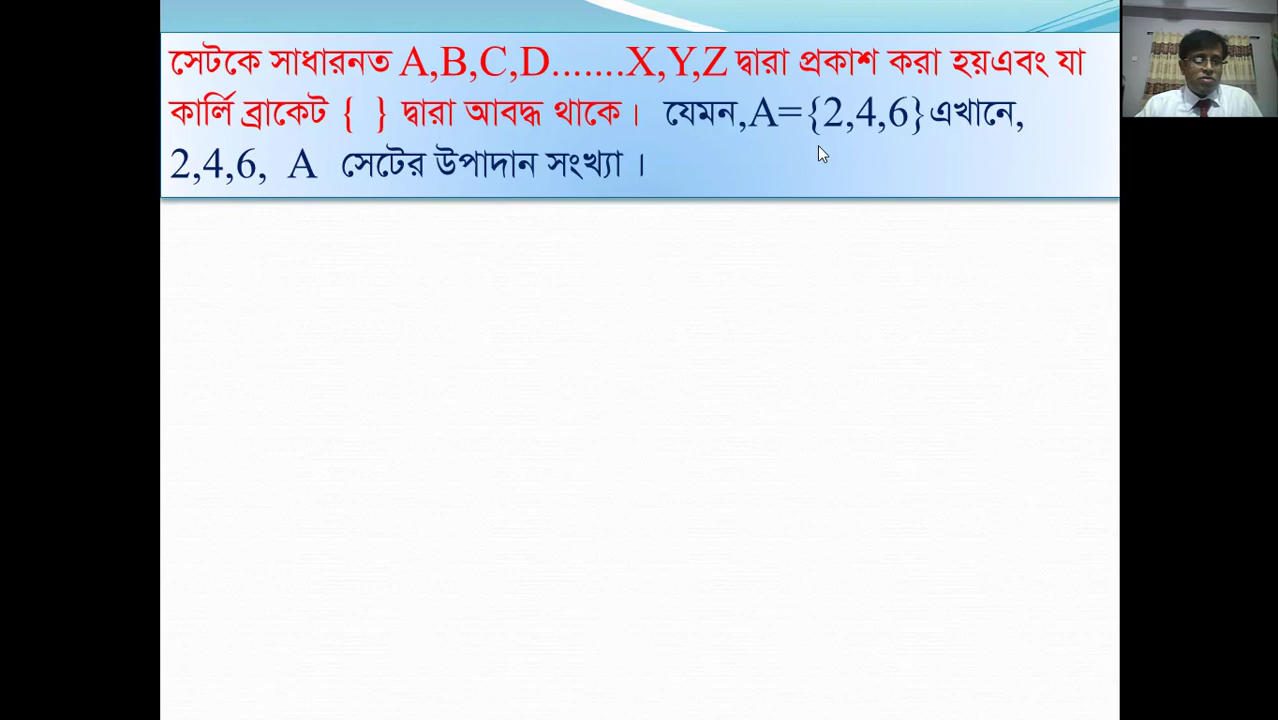 সেটকে সাধারনত A,B,C,D.......X,Y,Z দ্বারা প্রকাশ করা হয়এবং যা
কার্লি ব্রাকেট { } দ্বারা আবদ্ধ থাকে। যেমন,A={2,4,6}এখানে,
2,4,6, A সেটের উপাদান সংখ্যা ।